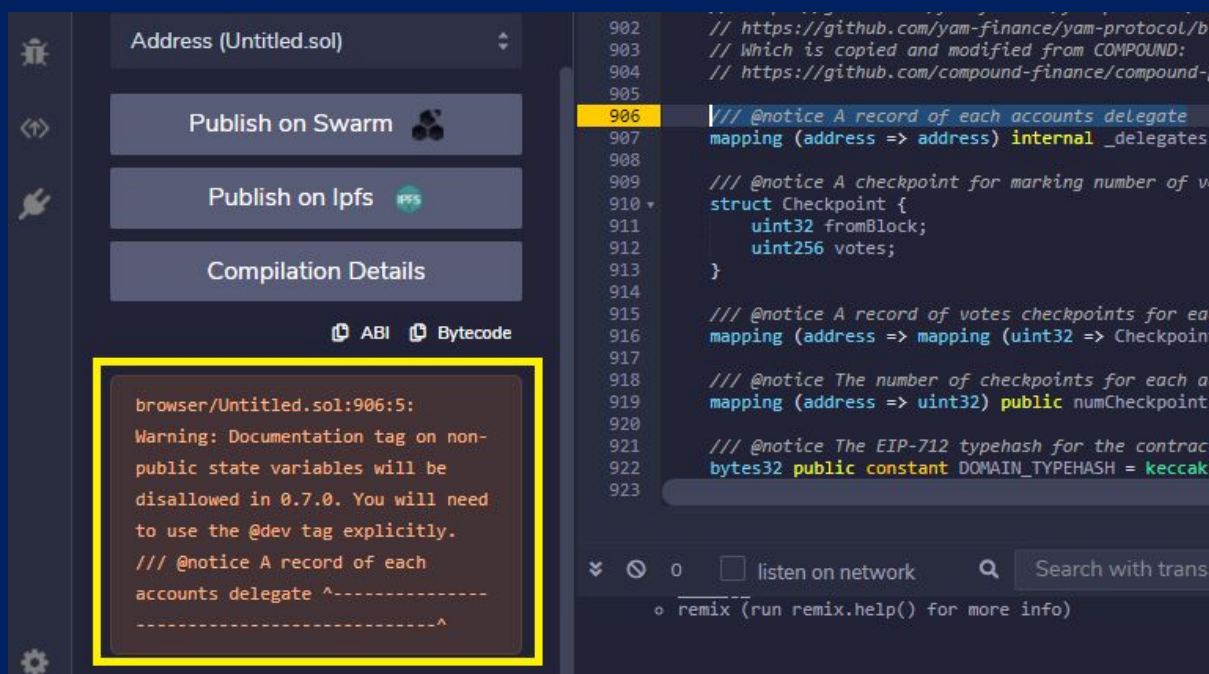 Address (Untitled.sol)
Publish on Swarm
Publish on Ipfs
IPFS
Compilation Details
ABI Bytecode
browser/Untitled.sol:906:5:
Warning: Documentation tag on non-
public state variables will be
disallowed in 0.7.0. You will need
to use the @dev tag explicitly.
/// @notice A record of each
accounts delegate ^---------------
-----------------------------^
902 // https://github.com/yam-finance/yam-protocol/b
903 // Which is copied and modified from COMPOUND:
904 // https://github.com/compound-finance/compound-
905
906 /// @notice A record of each accounts delegate
907 mapping (address => address) internal _delegates
908
909 /// @notice A checkpoint for marking number of v
910 struct Checkpoint {
911 uint32 fromBlock;
912 uint256 votes;
913 }
914
915 /// @notice A record of votes checkpoints for ea
916 mapping (address => mapping (uint32 => Checkpoin
917
918 /// @notice The number of checkpoints for each a
919 mapping (address => uint32) public numCheckpoint
920
921 /// @notice The EIP-712 typehash for the contrac
922 bytes32 public constant DOMAIN_TYPEHASH = keccak
923
0 listen on network Search with trans
remix (run remix.help() for more info)